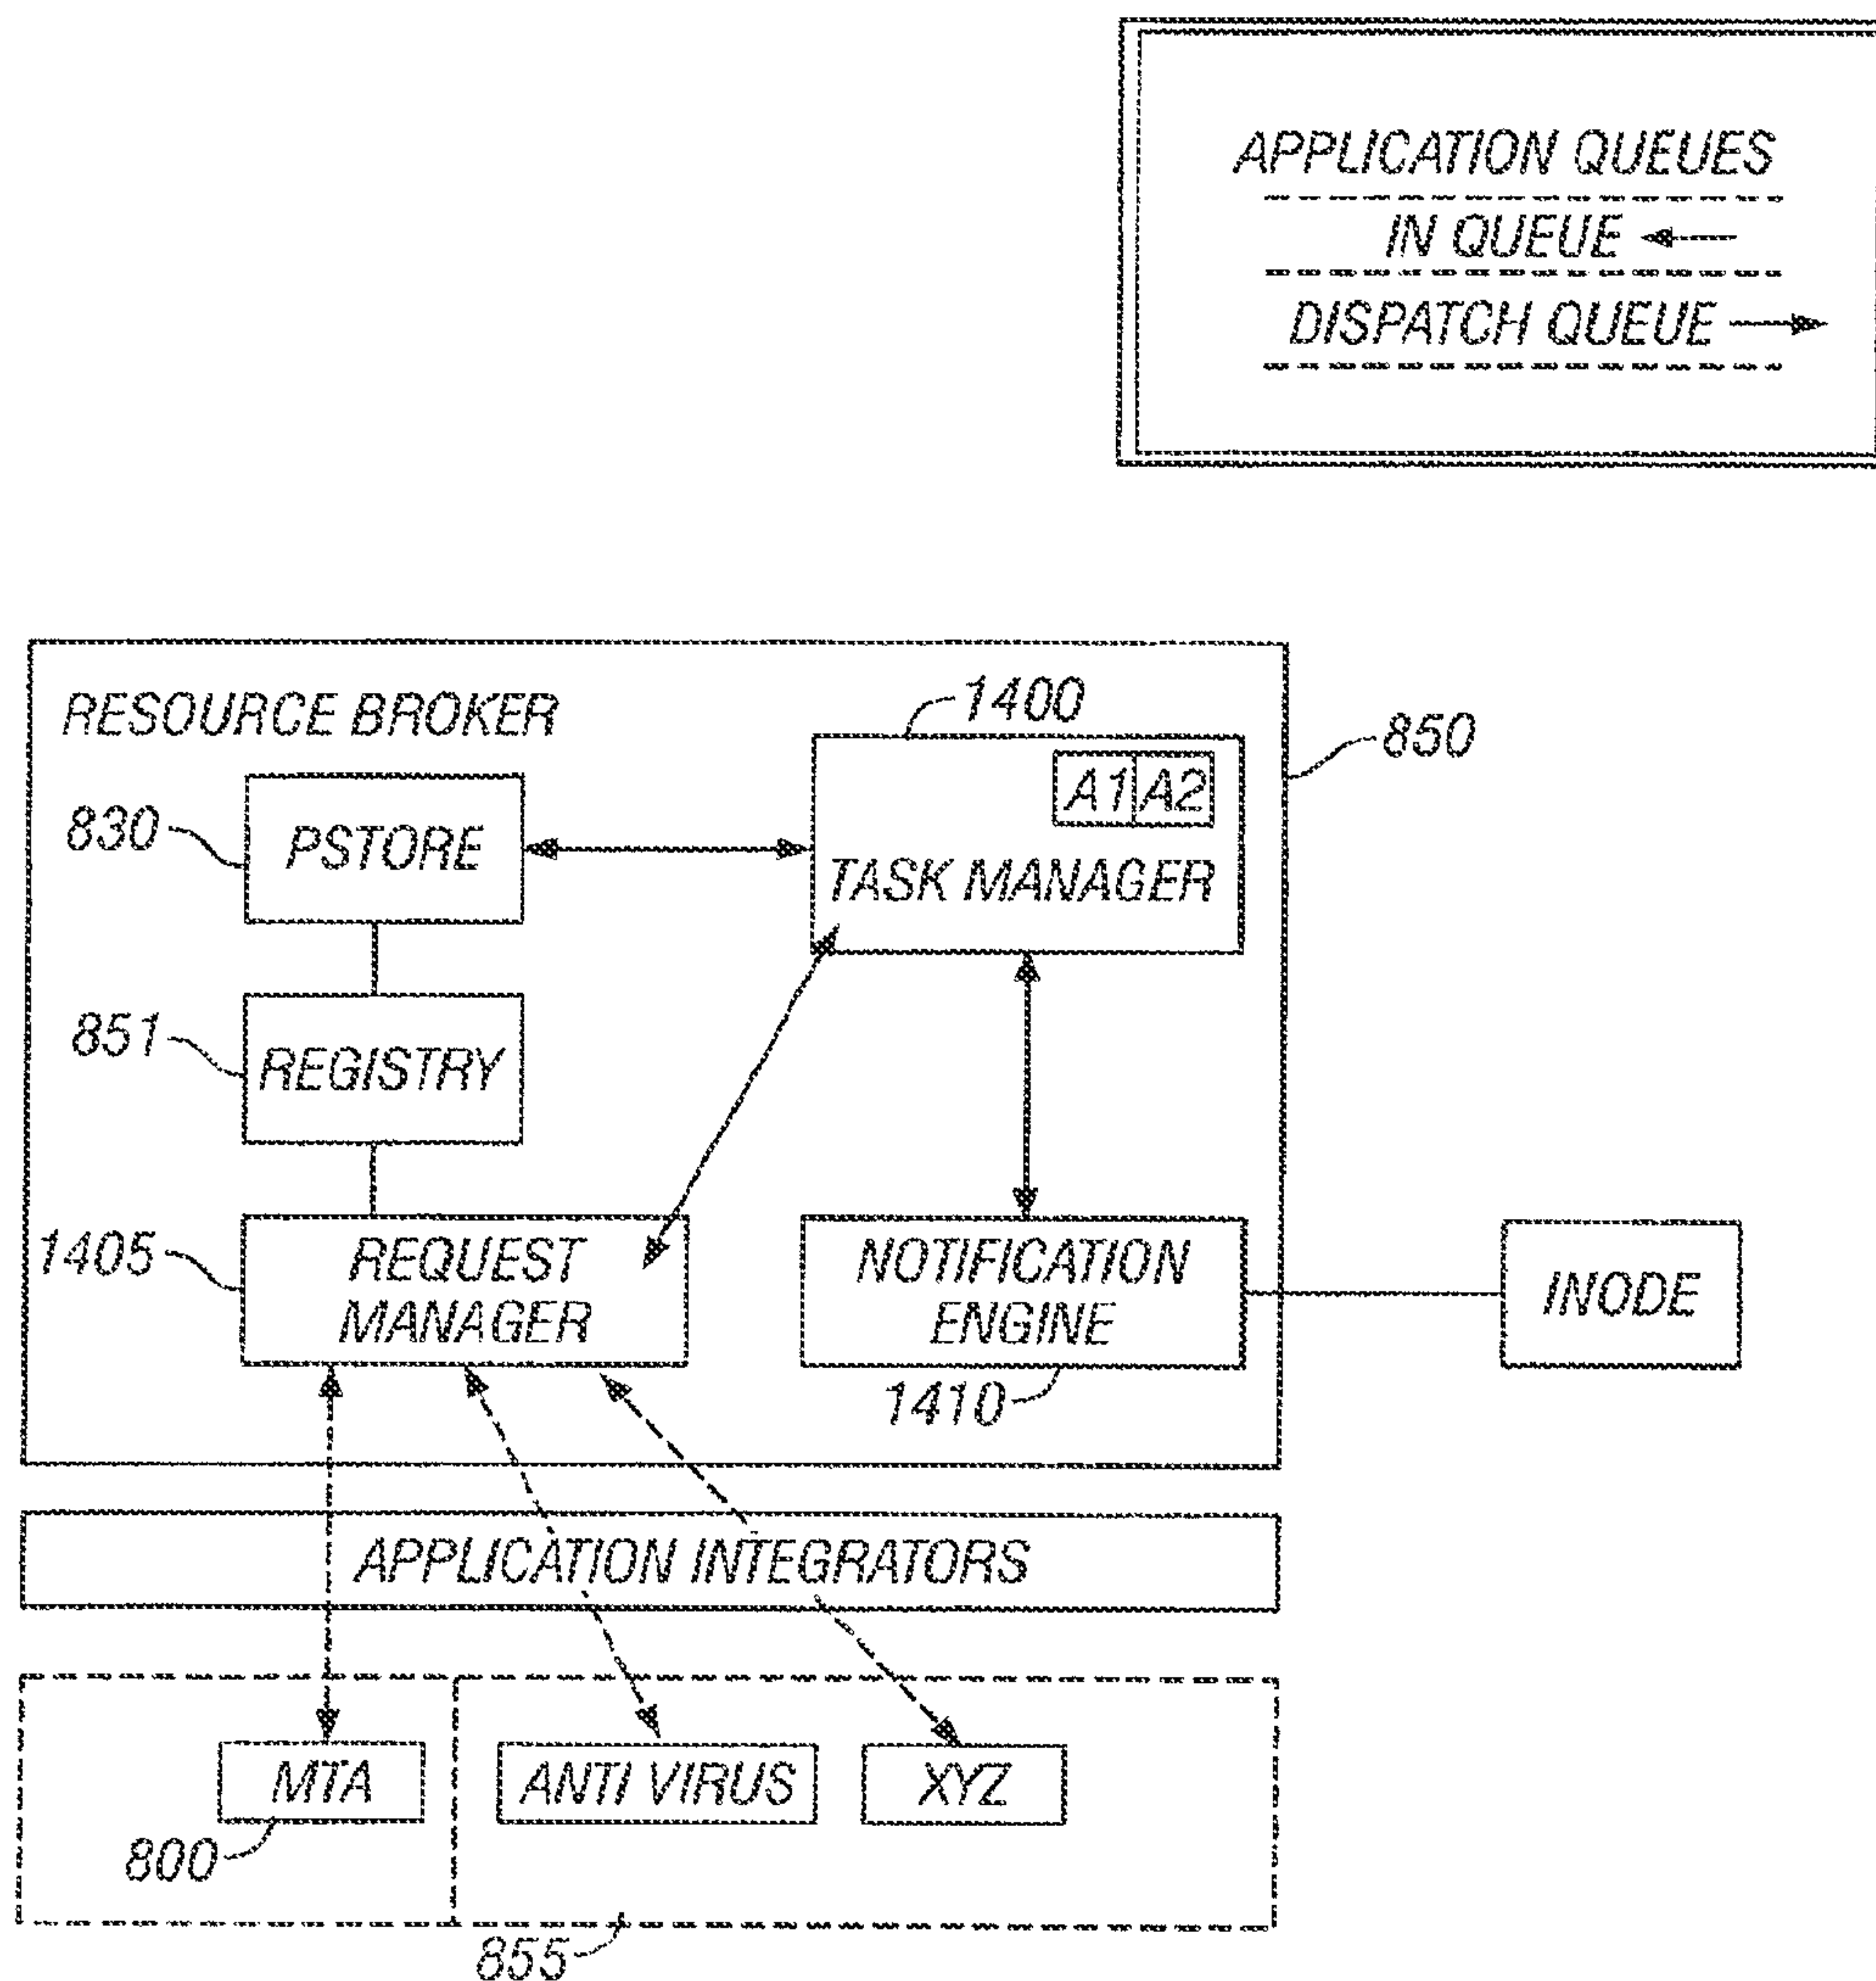 APPLICATION QUEUES
IN QUEUE
DISPATCH QUEUE
RESOURCE BROKER
1400
850
A1 A2
830
PSTORE
TASK MANAGER
851
REGISTRY
1405
REQUEST
MANAGER
NOTIFICATION
ENGINE
INODE
1410
APPLICATION INTEGRATORS
MTA
ANTI VIRUS
XYZ
800
855